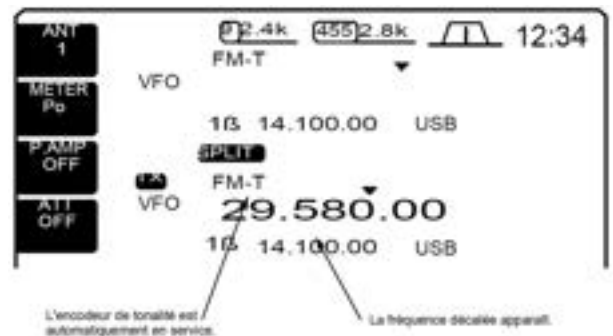 ANT
1
2.4k 455 2.8k 12:34
FM-T
METER
Po
VFO
14.100.00 USB
P.AMP
OFF
SPLIT
TX
FM-T
ATT
OFF
VFO
29.580.00
14.100.00 USB
L'encodeur de tonalité est
automatiquement en service.
La fréquence décalée apparaît.